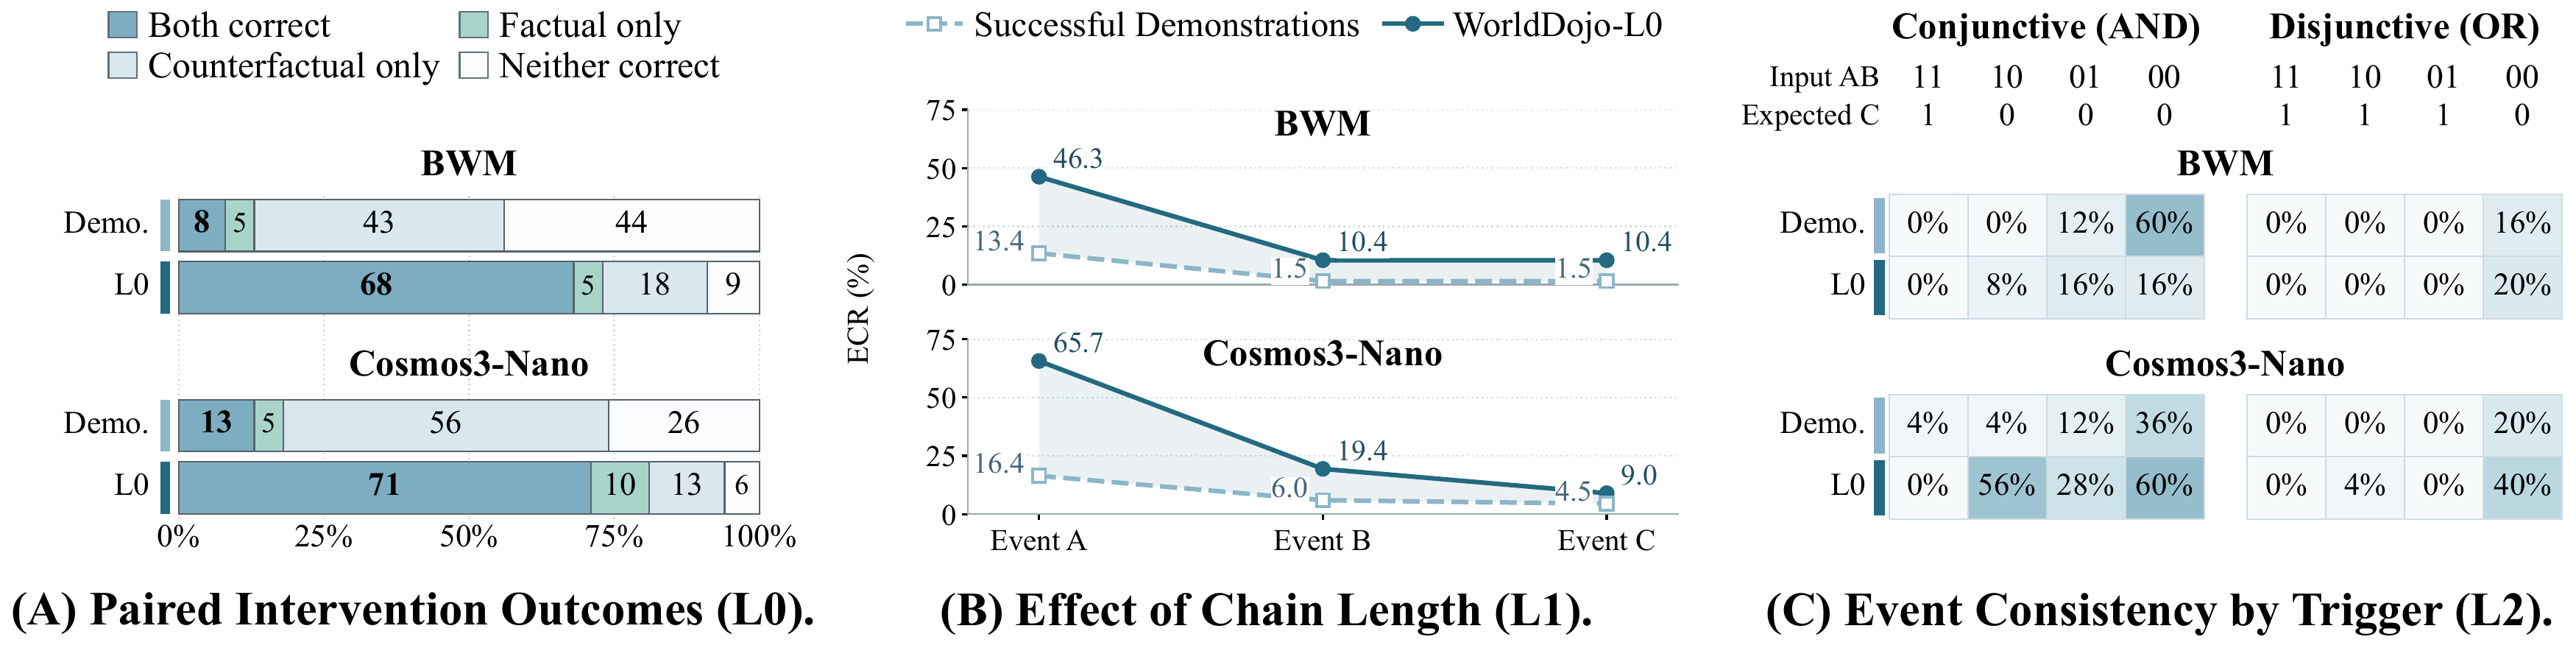 Both correct
Factual only
Counterfactual only
Neither correct
BWM
Demo. 8 5 43 44
L0 68 5 18 9
Cosmos3-Nano
Demo. 13 5 56 26
L0 71 10 13 6
0% 25% 50% 75% 100%
(A) Paired Intervention Outcomes (L0).
Successful Demonstrations
WorldDojo-L0
ECR (%)
BWM
75
50
25
0
46.3 10.4 10.4
13.4 1.5 1.5
Cosmos3-Nano
75
50
25
0
65.7 19.4 9.0
16.4 6.0 4.5
Event A Event B Event C
(B) Effect of Chain Length (L1).
Conjunctive (AND) Disjunctive (OR)
Input AB 11 10 01 00 11 10 01 00
Expected C 1 0 0 0 1 1 1 0
BWM
Demo. 0% 0% 12% 60% 0% 0% 0% 16%
L0 0% 8% 16% 16% 0% 0% 0% 20%
Cosmos3-Nano
Demo. 4% 4% 12% 36% 0% 0% 0% 20%
L0 0% 56% 28% 60% 0% 4% 0% 40%
(C) Event Consistency by Trigger (L2).